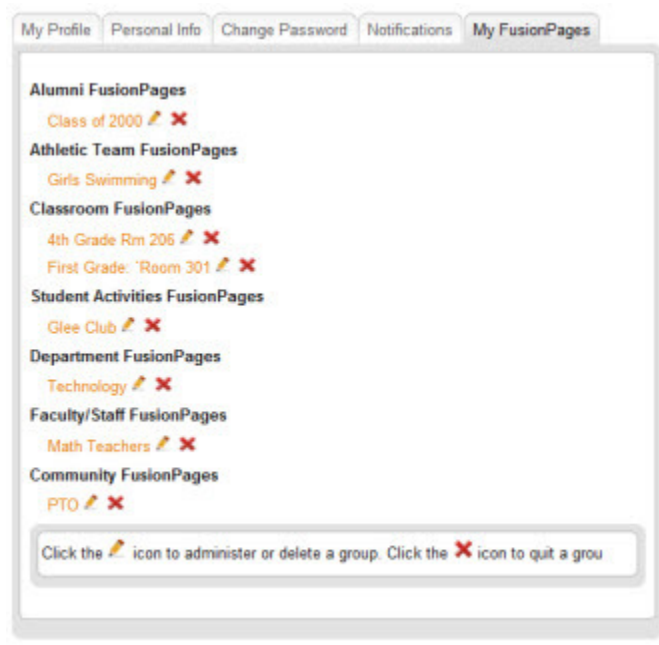 My Profile Personal Info Change Password Notifications My FusionPages
Alumni FusionPages
Class of 2000
Athletic Team FusionPages
Girls Swimming
Classroom FusionPages
4th Grade Rm 206
First Grade: ˜Room 301
Student Activities FusionPages
Glee Club
Department FusionPages
Technology
Faculty/Staff FusionPages
Math Teachers
Community FusionPages
PTO
Click the icon to administer or delete a group. Click the icon to quit a grou